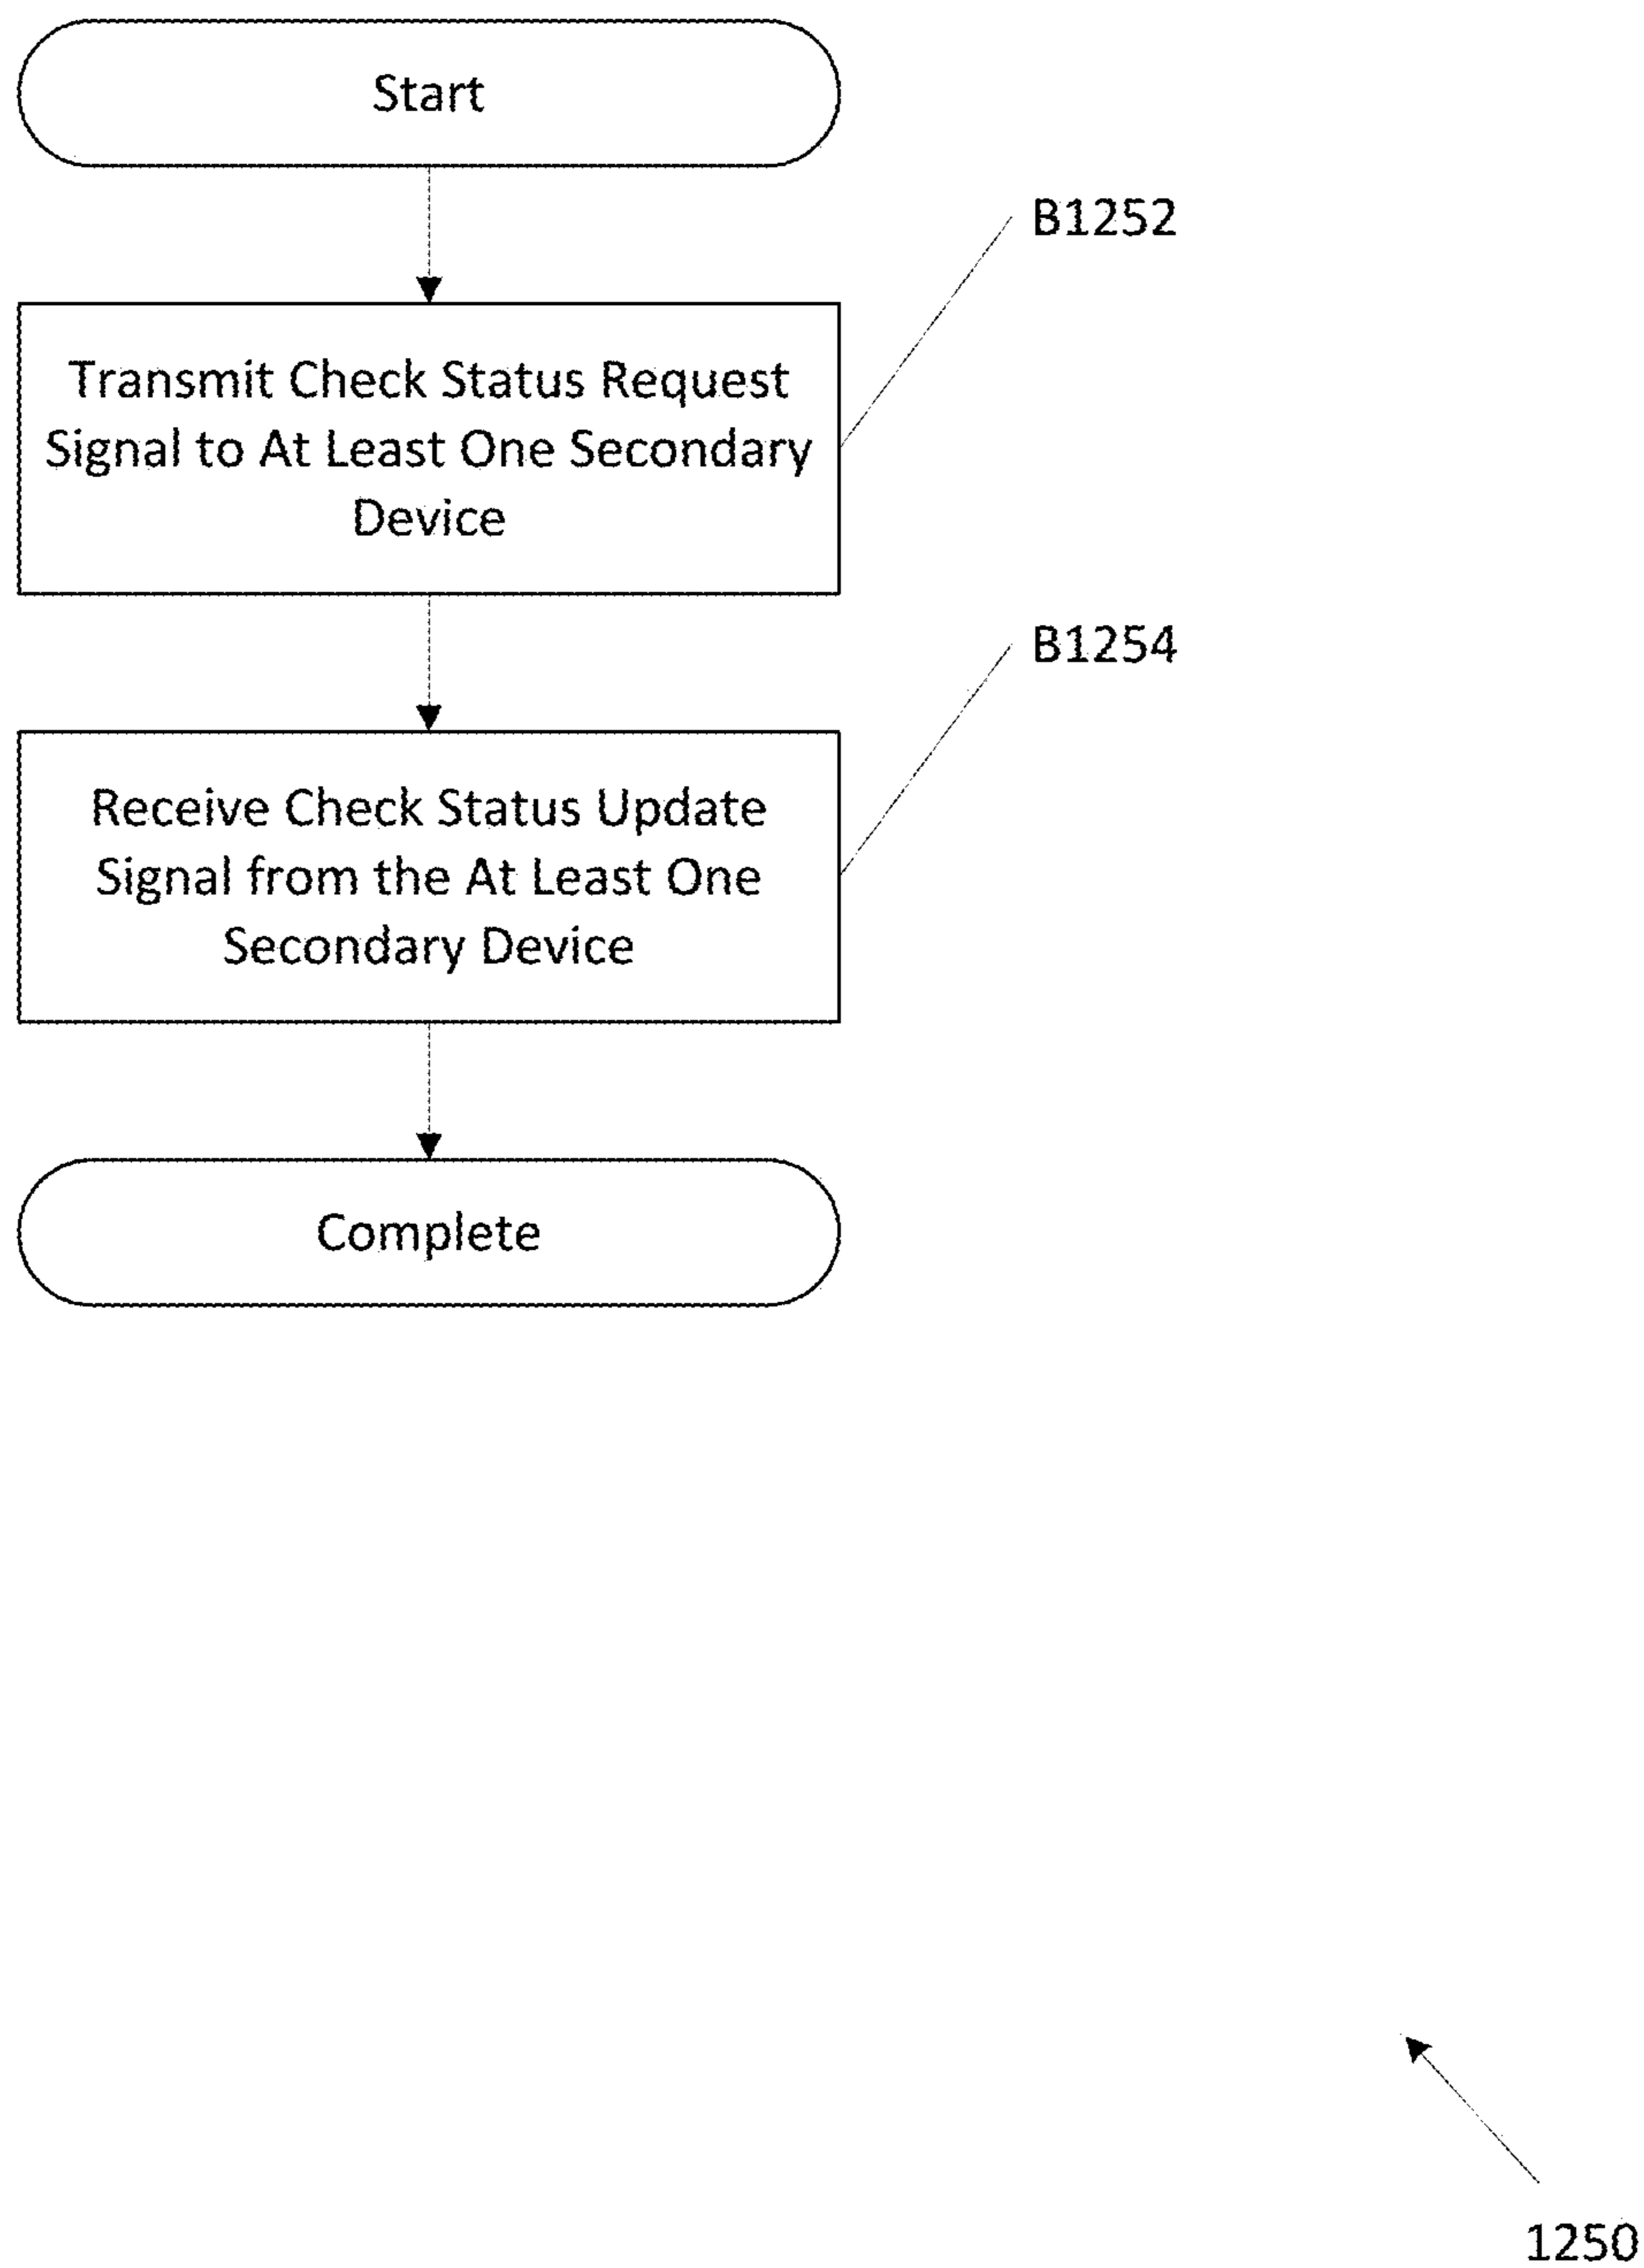 Start
B1252
Transmit Check Status Request
Signal to At Least One Secondary
Device
B1254
Receive Check Status Update
Signal from the At Least One
Secondary Device
Complete
1250